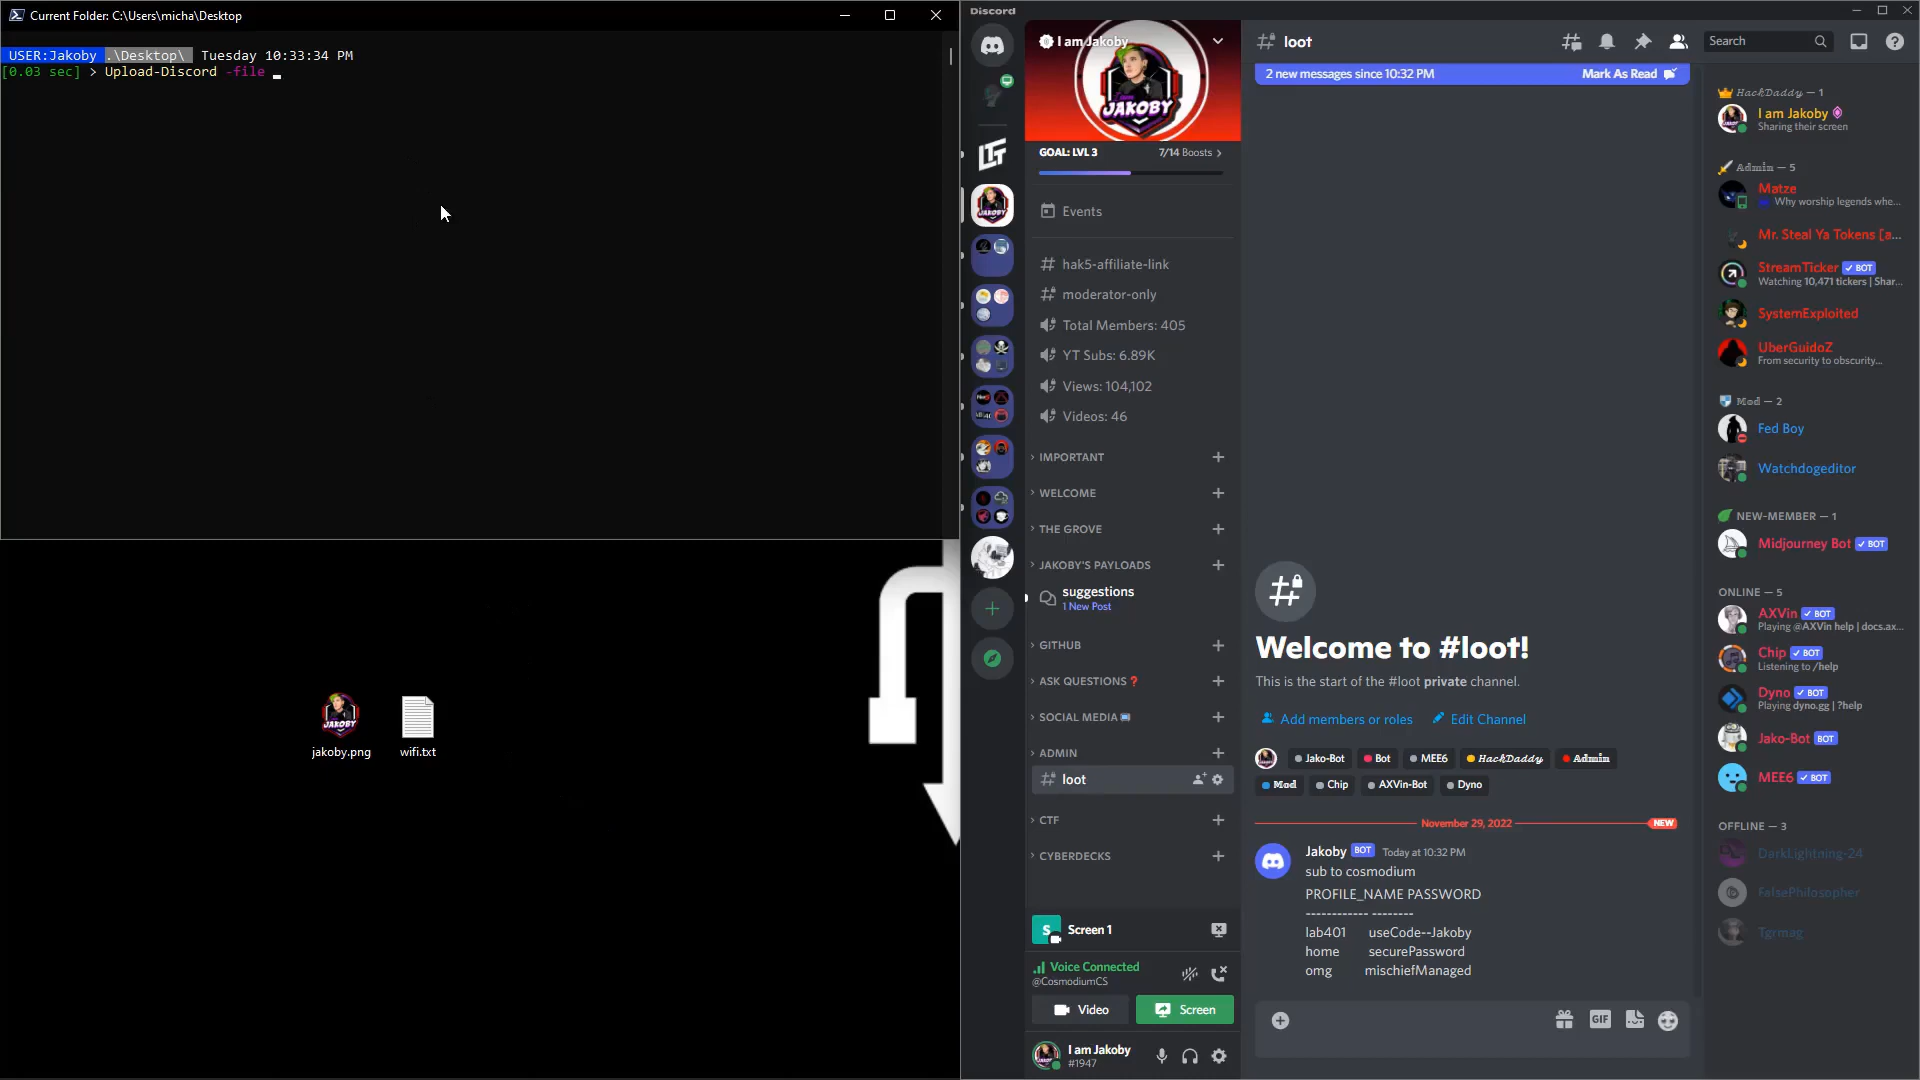 Current Folder: C:\Users\micha\Desktop
USER:Jakoby .\Desktop\ Tuesday 10:33:34 PM
[0.03 sec] > Upload-Discord -file _
jakoby.png
wifi.txt
Discord
I am Jakoby
JAKOBY
GOAL: LVL 3
7/14 Boosts
Events
hak5-affiliate-link
moderator-only
Total Members: 405
YT Subs: 6.89K
Views: 104,102
Videos: 46
IMPORTANT
WELCOME
THE GROVE
JAKOBY'S PAYLOADS
suggestions
1 New Post
GITHUB
ASK QUESTIONS❓
SOCIAL MEDIA
ADMIN
loot
CTF
CYBERDECKS
S
Screen 1
Voice Connected
@CosmodiumCS
Video
Screen
I am Jakoby
#1947
loot
Search
2 new messages since 10:32 PM
Mark As Read
Welcome to #loot!
This is the start of the #loot private channel.
Add members or roles
Edit Channel
Jako-Bot
Bot
MEE6
HackDaddy
Admin
Mod
Chip
AXVin-Bot
Dyno
November 29, 2022
NEW
Jakoby BOT Today at 10:32 PM
sub to cosmodium
PROFILE_NAME PASSWORD
------------ --------
lab401 useCode--Jakoby
home securePassword
omg mischiefManaged
GIF
HackDaddy — 1
I am Jakoby
Sharing their screen
Admin — 5
Matze
Why worship legends whe...
Mr. Steal Ya Tokens [a...
StreamTicker BOT
Watching 10,471 tickers | Shar...
SystemExploited
UberGuidoZ
From security to obscurity...
Mod — 2
Fed Boy
Watchdogeditor
NEW-MEMBER — 1
Midjourney Bot BOT
ONLINE — 5
AXVin BOT
Playing @AXVin help | docs.ax...
Chip BOT
Listening to /help
Dyno BOT
Playing dyno.gg | ?help
Jako-Bot BOT
MEE6 BOT
OFFLINE — 3
DarkLightning-24
FalsePhilosopher
Tgrmag